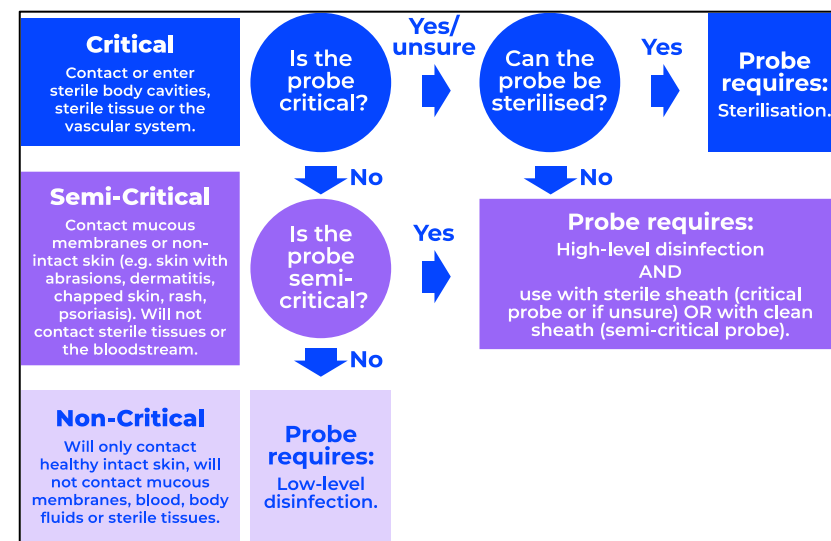 Critical
Contact or enter
sterile body cavities,
sterile tissue or the
vascular system.
Is the
probe
critical?
Yes/
unsure
Can the
probe be
sterilised?
Yes
Probe
requires:
Sterilisation.
No
No
Semi-Critical
Contact mucous
membranes or non-
intact skin (e.g. skin with
abrasions, dermatitis,
chapped skin, rash,
psoriasis). Will not
contact sterile tissues or
the bloodstream.
Is the
probe
semi-
critical?
Yes
Probe requires:
High-level disinfection
AND
use with sterile sheath (critical
probe or if unsure) OR with clean
sheath (semi-critical probe).
No
Non-Critical
Will only contact
healthy intact skin, will
not contact mucous
membranes, blood, body
fluids or sterile tissues.
Probe
requires:
Low-level
disinfection.